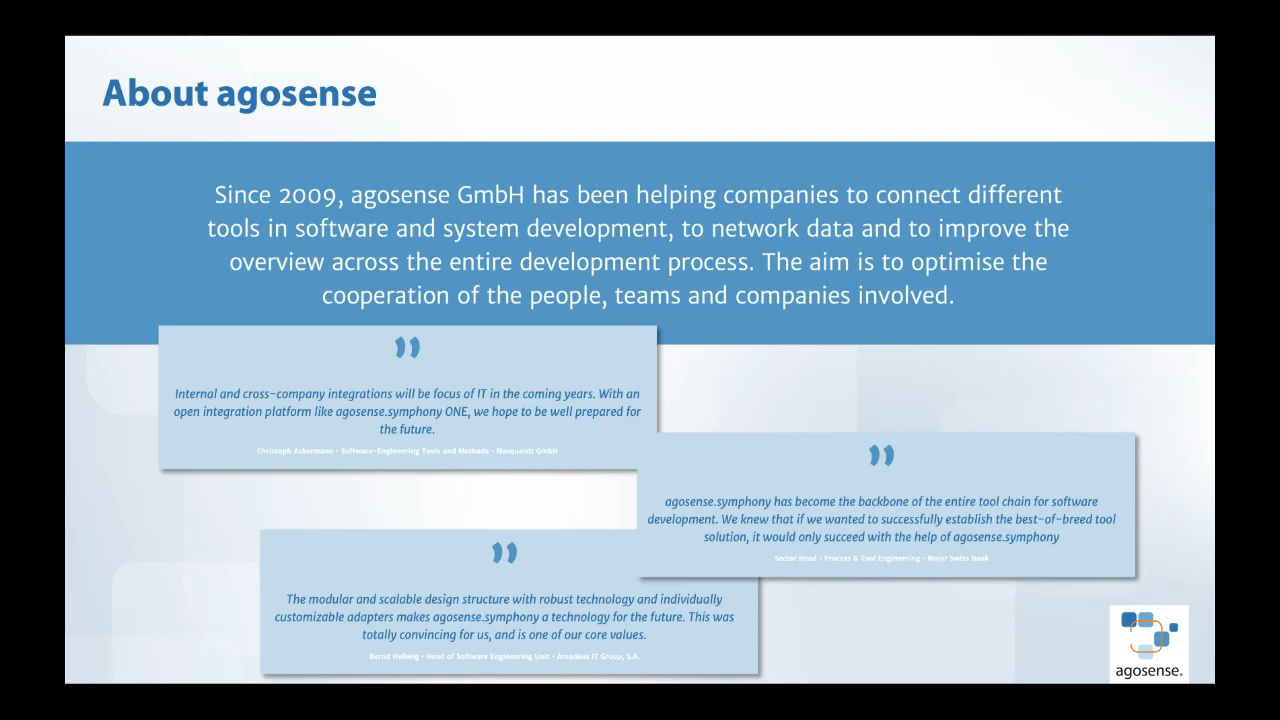 About agosense
Since 2009, agosense GmbH has been helping companies to connect different
tools in software and system development, to network data and to improve the
overview across the entire development process. The aim is to optimise the
cooperation of the people, teams and companies involved.
"
Internal and cross-company integrations will be focus of IT in the coming years. With an
open integration platform like agosense.symphony ONE, we hope to be well prepared for
the future.
Christoph Ackermann - Software-Engineering Tools and Methods - Marquardt GmbH
"
agosense.symphony has become the backbone of the entire tool chain for software
development. We knew that if we wanted to successfully establish the best-of-breed tool
solution, it would only succeed with the help of agosense.symphony
Sector Head - Process & Tool Engineering - Major Swiss Bank
"
The modular and scalable design structure with robust technology and individually
customizable adapters makes agosense.symphony a technology for the future. This was
totally convincing for us, and is one of our core values.
Bernd Hellwig - Head of Software Engineering Unit - Amadeus IT Group, S.A.
agosense.